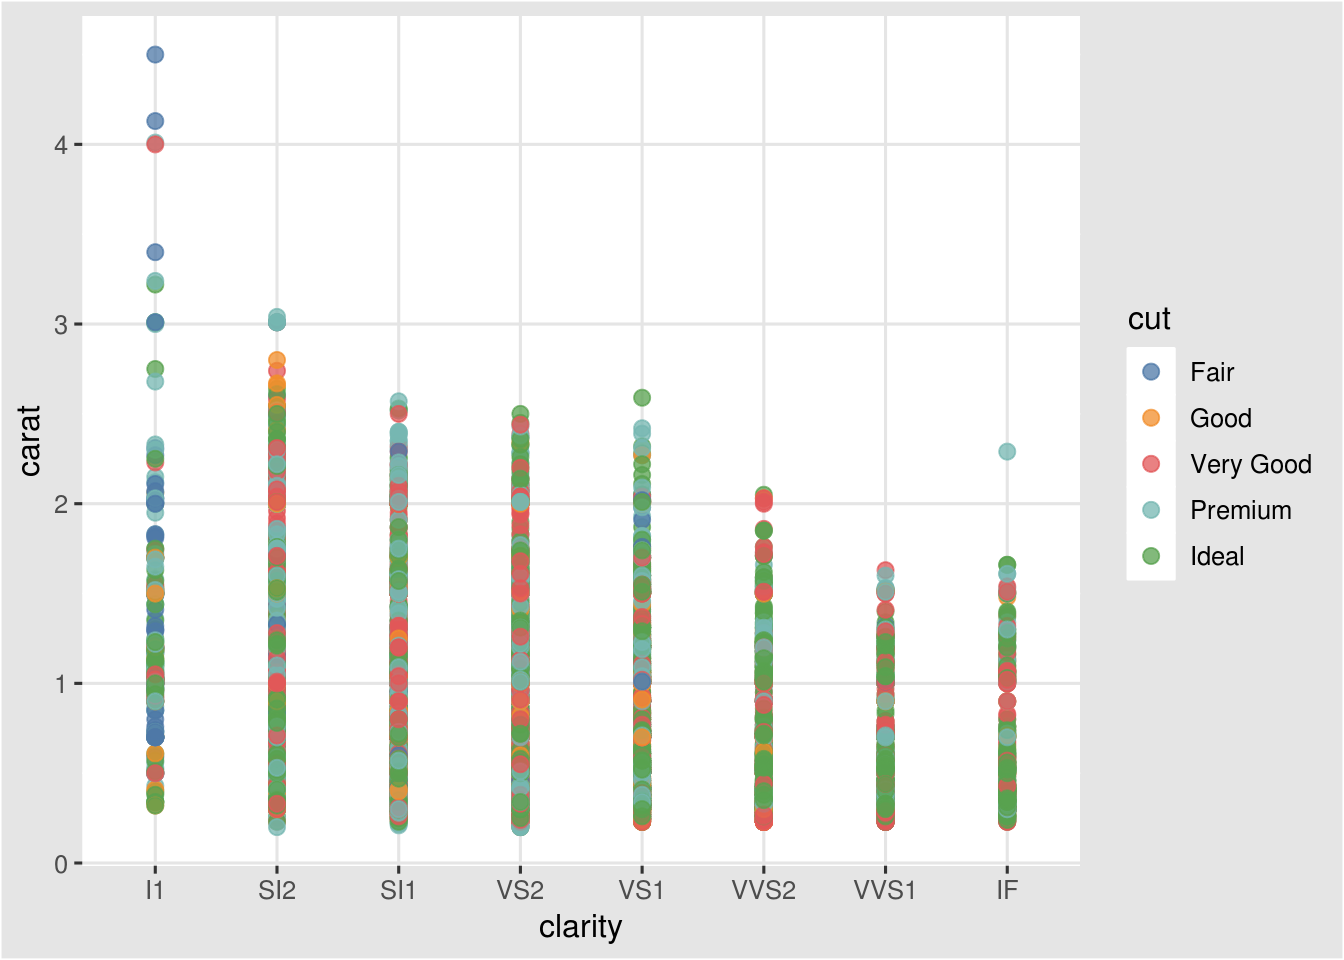 4
3
2
1
0
carat
I1 SI2 SI1 VS2 VS1 VVS2 VVS1 IF
clarity
cut
Fair
Good
Very Good
Premium
Ideal